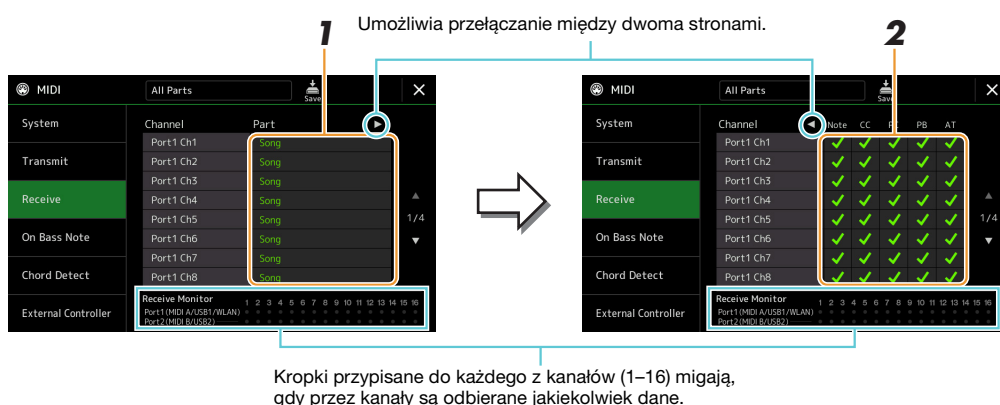 Umożliwia przełączanie między dwoma stronami.
1
2
MIDI
All Parts
Save
System
Transmit
Receive
On Bass Note
Chord Detect
External Controller
Channel Part
Port1 Ch1 Song
Port1 Ch2 Song
Port1 Ch3 Song
Port1 Ch4 Song
Port1 Ch5 Song
Port1 Ch6 Song
Port1 Ch7 Song
Port1 Ch8 Song
1/4
Receive Monitor 1 2 3 4 5 6 7 8 9 10 11 12 13 14 15 16
Port1(MIDI A/USB1/WLAN)
Port2(MIDI B/USB2)
MIDI
All Parts
Save
System
Transmit
Receive
On Bass Note
Chord Detect
External Controller
Channel Note CC PB AT
Port1 Ch1
Port1 Ch2
Port1 Ch3
Port1 Ch4
Port1 Ch5
Port1 Ch6
Port1 Ch7
Port1 Ch8
1/4
Receive Monitor 1 2 3 4 5 6 7 8 9 10 11 12 13 14 15 16
Port1(MIDI A/USB1/WLAN)
Port2(MIDI B/USB2)
Kropki przypisane do każdego z kanałów (1–16) migają,
gdy przez kanały są odbierane jakiekolwiek dane.